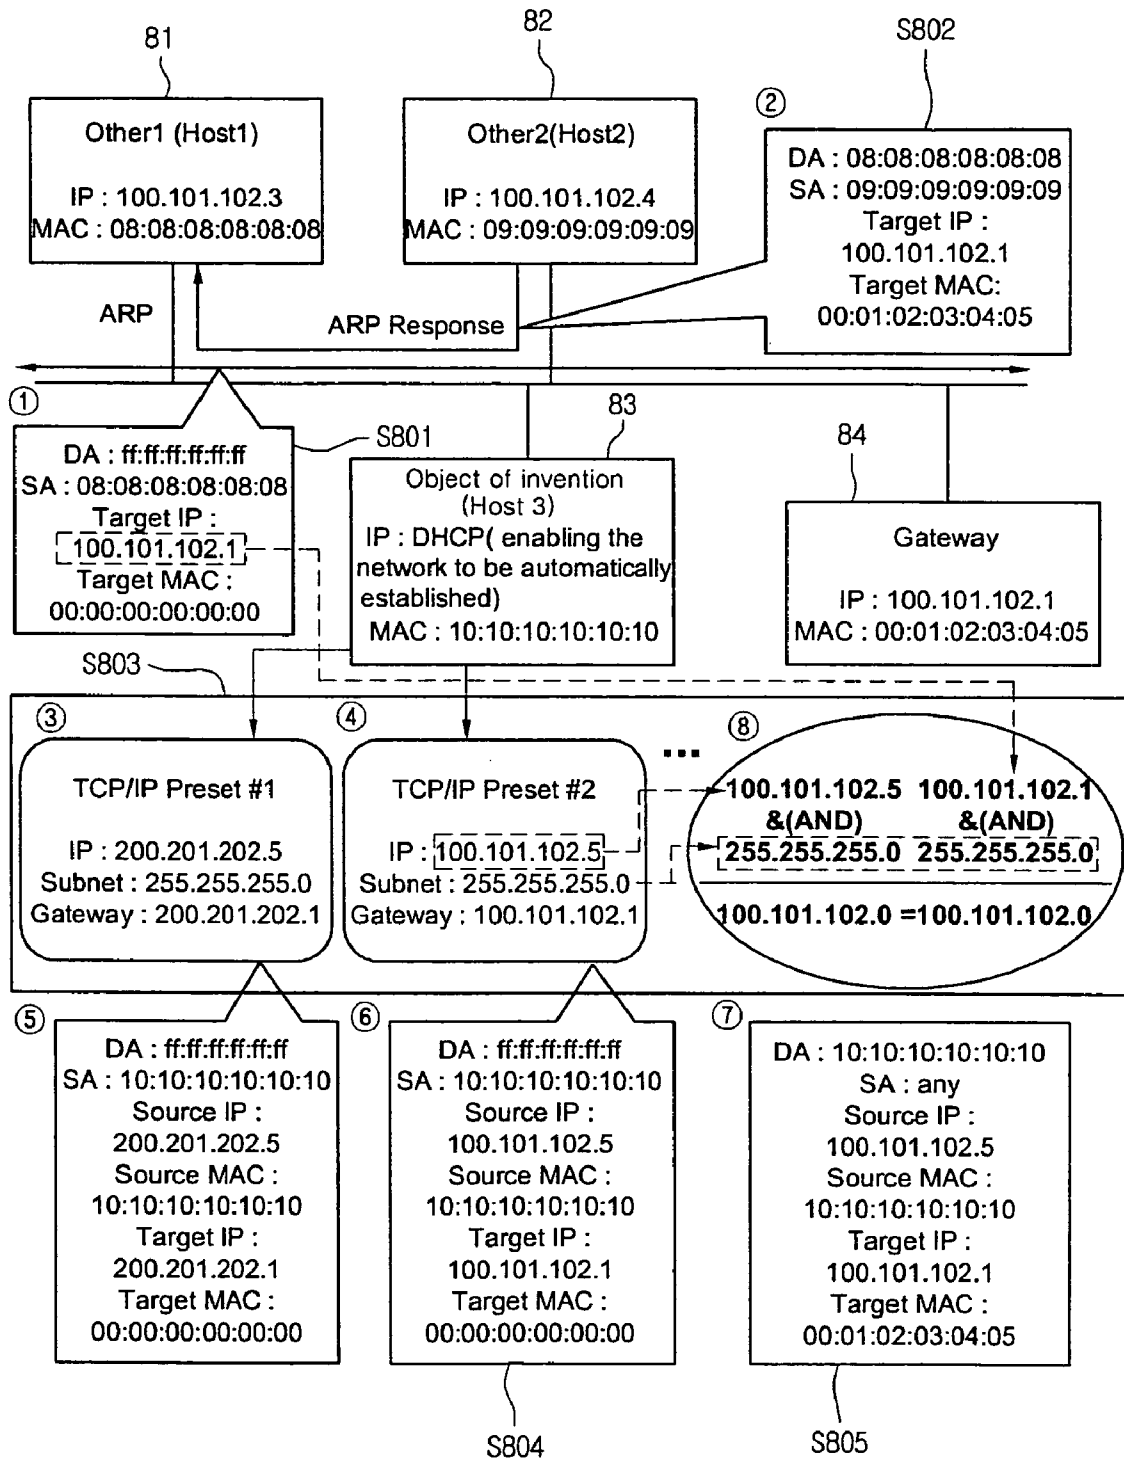 81
82
S802
Other1 (Host1)
IP : 100.101.102.3
MAC : 08:08:08:08:08:08
Other2(Host2)
IP : 100.101.102.4
MAC : 09:09:09:09:09:09
②
DA : 08:08:08:08:08:08
SA : 09:09:09:09:09:09
Target IP :
100.101.102.1
Target MAC:
00:01:02:03:04:05
ARP
ARP Response
①
S801
DA : ff:ff:ff:ff:ff:ff
SA : 08:08:08:08:08:08
Target IP :
100.101.102.1
Target MAC :
00:00:00:00:00:00
83
Object of invention
(Host 3)
IP : DHCP( enabling the
network to be automatically
established)
MAC : 10:10:10:10:10:10
84
Gateway
IP : 100.101.102.1
MAC : 00:01:02:03:04:05
S803
③
TCP/IP Preset #1
IP : 200.201.202.5
Subnet : 255.255.255.0
Gateway : 200.201.202.1
④
TCP/IP Preset #2
IP : 100.101.102.5
Subnet : 255.255.255.0
Gateway : 100.101.102.1
...
⑧
100.101.102.5 100.101.102.1
&(AND) &(AND)
255.255.255.0 255.255.255.0
100.101.102.0 =100.101.102.0
⑤
DA : ff:ff:ff:ff:ff:ff
SA : 10:10:10:10:10:10
Source IP :
200.201.202.5
Source MAC :
10:10:10:10:10:10
Target IP :
200.201.202.1
Target MAC :
00:00:00:00:00:00
⑥
DA : ff:ff:ff:ff:ff:ff
SA : 10:10:10:10:10:10
Source IP :
100.101.102.5
Source MAC :
10:10:10:10:10:10
Target IP :
100.101.102.1
Target MAC :
00:00:00:00:00:00
S804
⑦
DA : 10:10:10:10:10:10
SA : any
Source IP :
100.101.102.5
Source MAC :
10:10:10:10:10:10
Target IP :
100.101.102.1
Target MAC :
00:01:02:03:04:05
S805